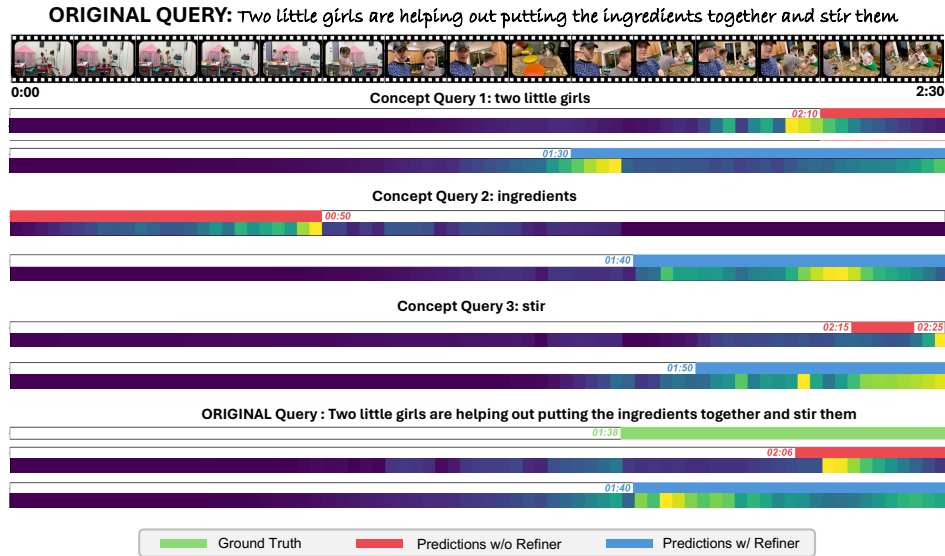 ORIGINAL QUERY: Two little girls are helping out putting the ingredients together and stir them
0:00 2:30
Concept Query 1: two little girls
02:10
01:30
Concept Query 2: ingredients
00:50
01:40
Concept Query 3: stir
02:15 02:25
01:50
ORIGINAL Query : Two little girls are helping out putting the ingredients together and stir them
01:38
02:06
01:40
Ground Truth Predictions w/o Refiner Predictions w/ Refiner